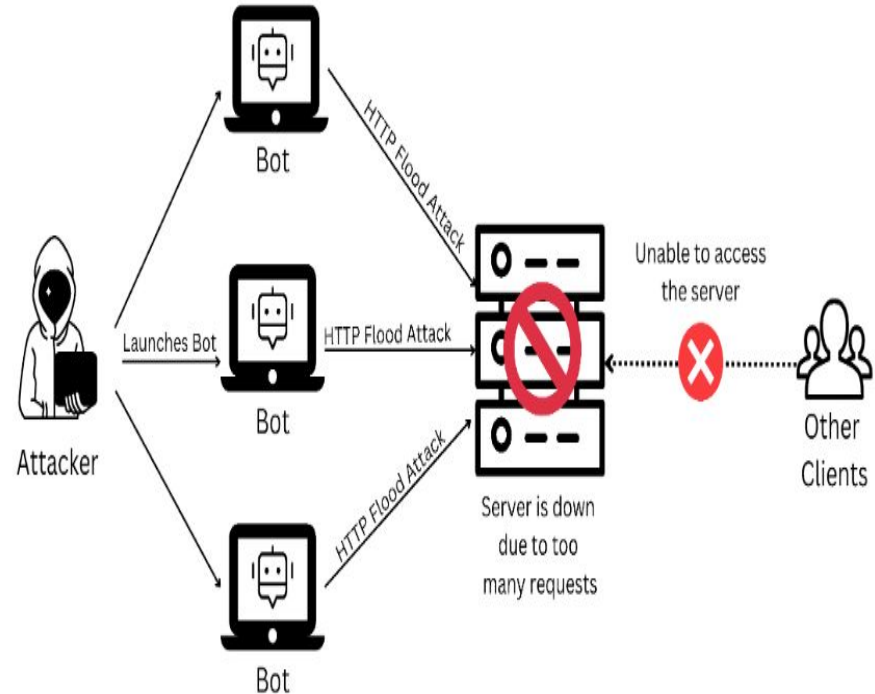 Bot
HTTP Flood Attack
Attacker
Launches Bot
Bot
HTTP Flood Attack
Unable to access
the server
Other
Clients
Server is down
due to too
many requests
HTTP Flood Attack
Bot